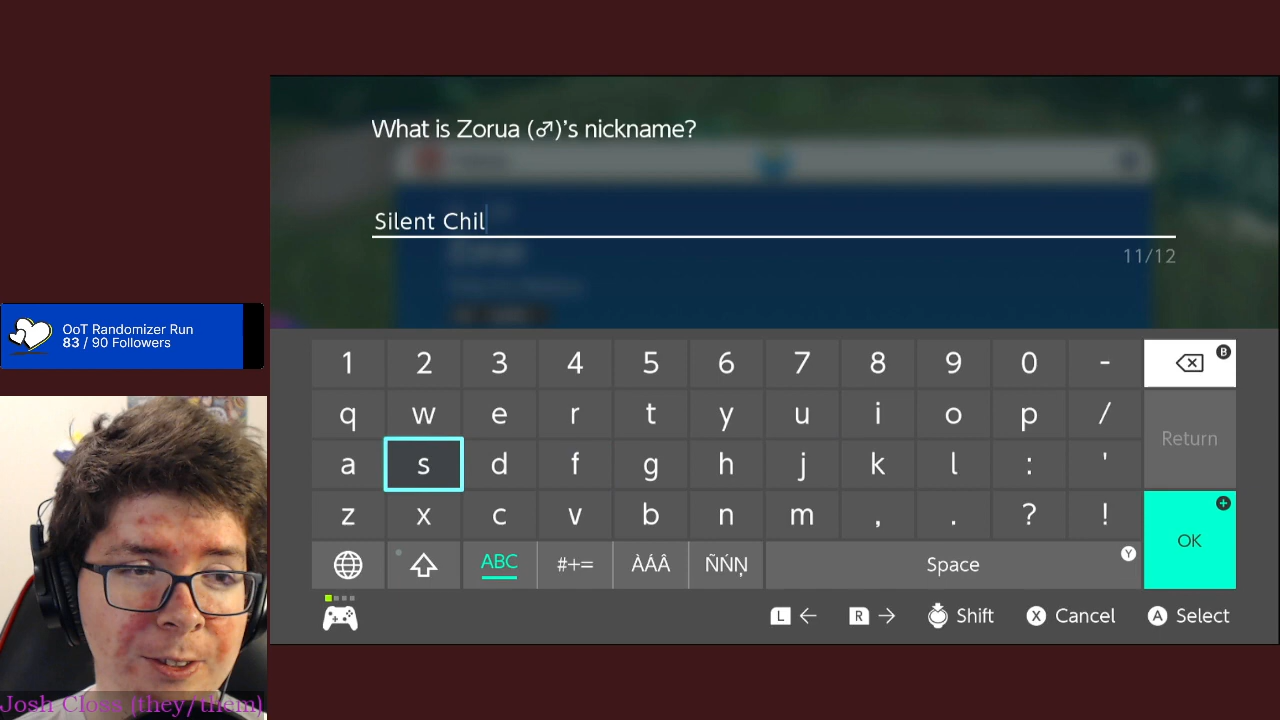 What is Zorua (♂)'s nickname?
Silent Chil
11/12
1 2 3 4 5 6 7 8 9 0 -
B
q w e r t y u i o p /
Return
a s d f g h j k l : '
z x c v b n m , . ? !
+
OK
ABC #+= ÀÁÂ ÑŃŅ Space
Y
L ← R → Shift X Cancel A Select
OoT Randomizer Run
83 / 90 Followers
Josh Closs (they/them)